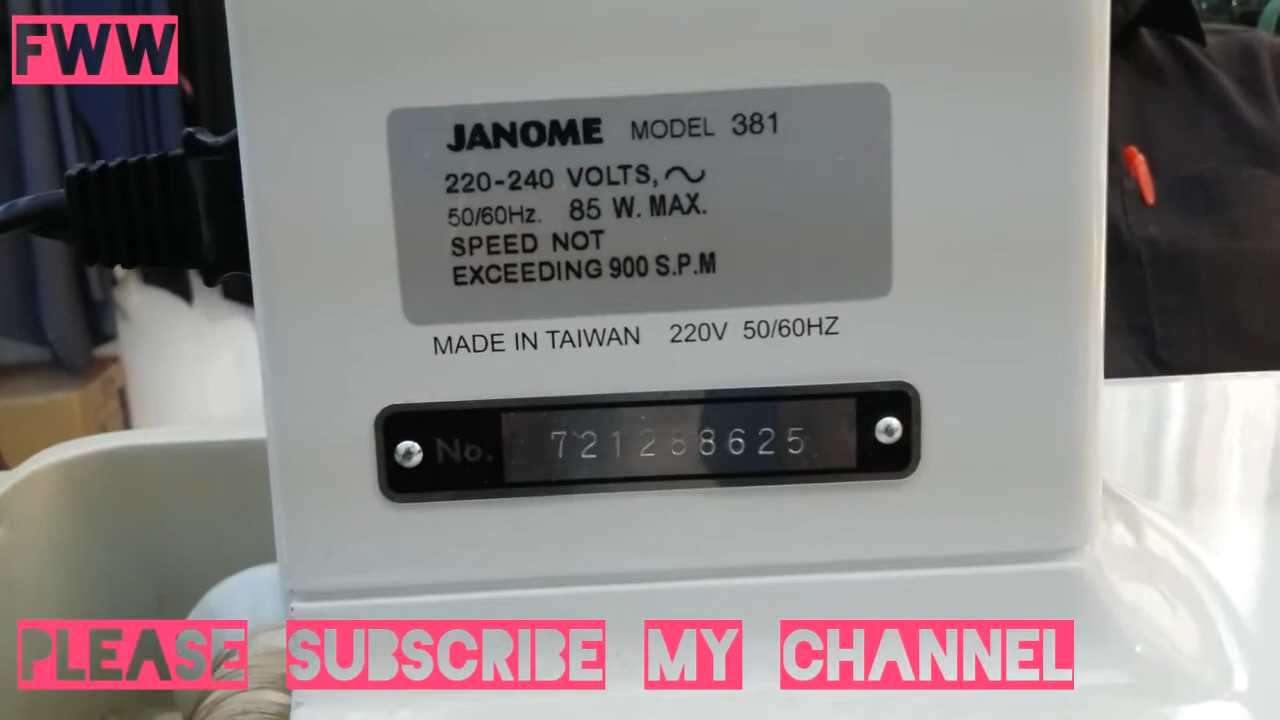 FWW
JANOME MODEL 381
220-240 VOLTS, ~
50/60Hz. 85 W. MAX.
SPEED NOT
EXCEEDING 900 S.P.M
MADE IN TAIWAN 220V 50/60HZ
No. 721288625
PLEASE SUBSCRIBE MY CHANNEL